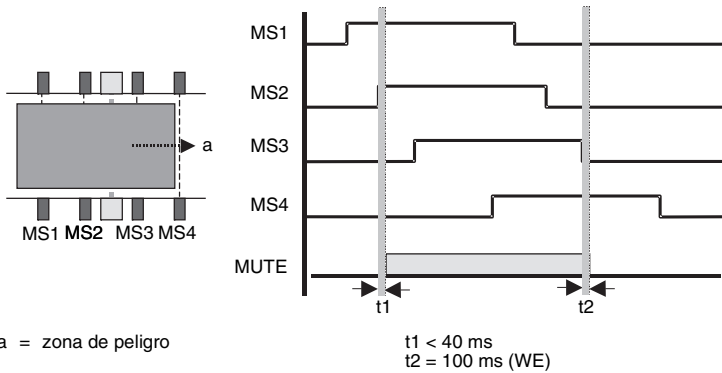 MS1
MS2
MS3
MS4
MUTE
t1 t2
a
MS1 MS2 MS3 MS4
a = zona de peligro
t1 < 40 ms
t2 = 100 ms (WE)